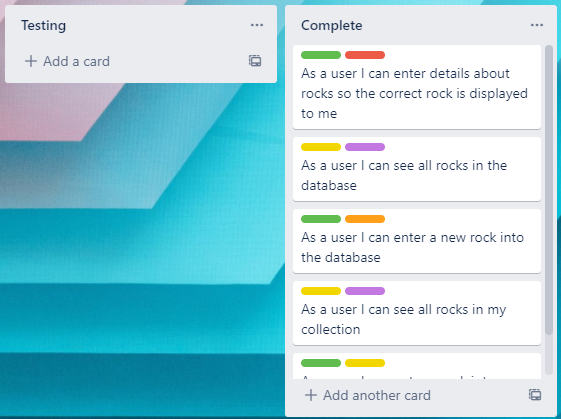 Testing
Add a card
Complete
As a user I can enter details about
rocks so the correct rock is displayed
to me
As a user I can see all rocks in the
database
As a user I can enter a new rock into
the database
As a user I can see all rocks in my
collection
Add another card